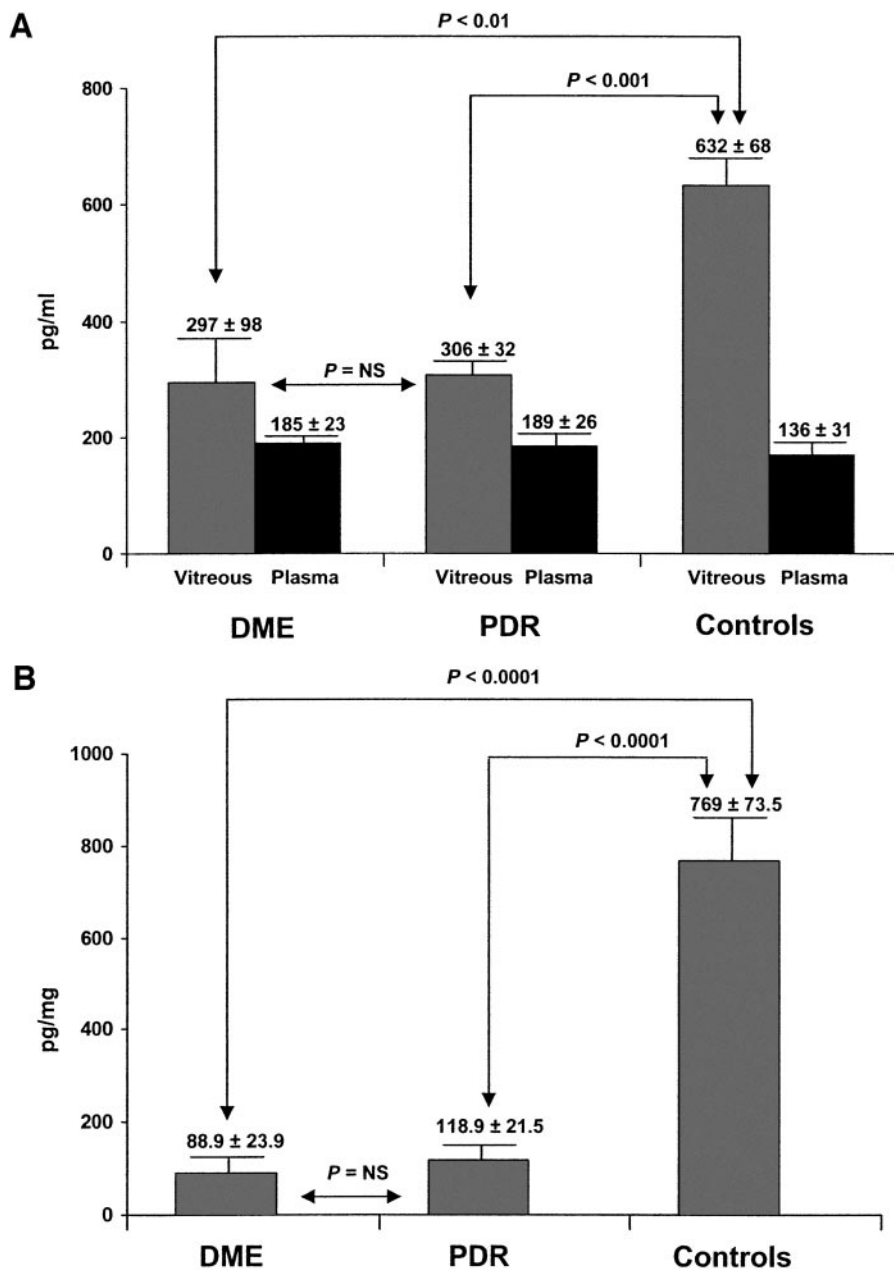 A
P < 0.01
P < 0.001
800
632 ± 68
600
pg/ml
400
297 ± 98
306 ± 32
P = NS
200
185 ± 23
189 ± 26
136 ± 31
0
Vitreous Plasma
Vitreous Plasma
Vitreous Plasma
DME
PDR
Controls
B
P < 0.0001
P < 0.0001
1000
769 ± 73.5
800
600
pg/mg
400
200
88.9 ± 23.9
118.9 ± 21.5
P = NS
0
DME
PDR
Controls